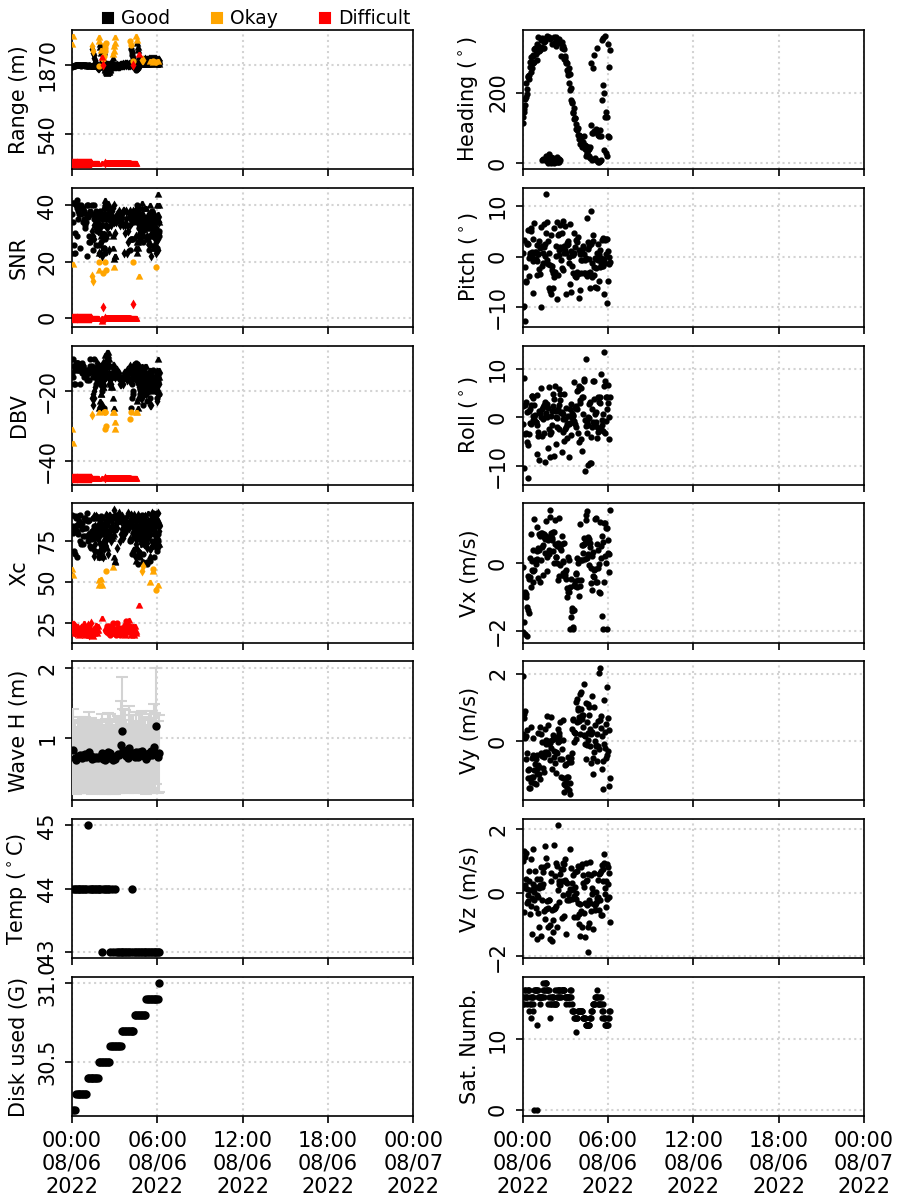 Good Okay Difficult
Range (m)
1870
540
Heading (°)
200
0
SNR
40
20
0
Pitch (°)
10
0
−10
DBV
−20
−40
Roll (°)
10
0
−10
Xc
75
50
25
Vx (m/s)
0
−2
Wave H (m)
2
1
Vy (m/s)
2
0
Temp (°C)
45
44
43
Vz (m/s)
2
0
−2
Disk used (G)
31.0
30.5
Sat. Numb.
10
0
00:00 06:00 12:00 18:00 00:00
08/06 08/06 08/06 08/06 08/07
2022 2022 2022 2022 2022
00:00 06:00 12:00 18:00 00:00
08/06 08/06 08/06 08/06 08/07
2022 2022 2022 2022 2022